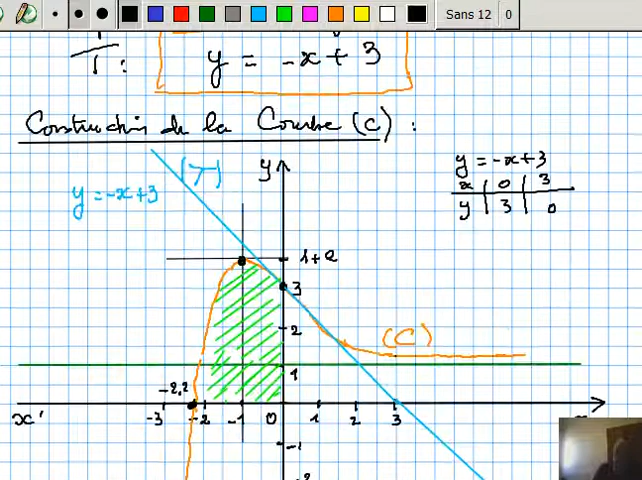 Sans 12 0
T:
y = -x + 3
Construction de la Courbe (C) :
y = -x+3
x 0 3
y 3 0
y = -x+3
(T)
y
1+e
3
2
(C)
1
-2,2
x' -3 -2 -1 0 1 2 3
-1